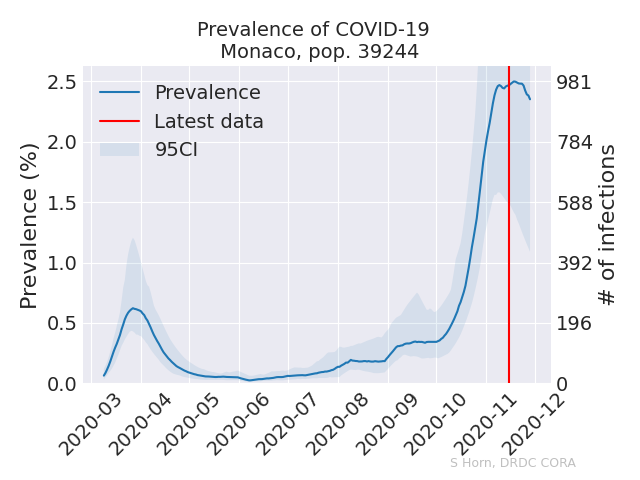 Prevalence of COVID-19
Monaco, pop. 39244
Prevalence
Latest data
95CI
Prevalence (%)
2.5
2.0
1.5
1.0
0.5
0.0
981
784
588
392
196
0
# of infections
2020-03
2020-04
2020-05
2020-06
2020-07
2020-08
2020-09
2020-10
2020-11
2020-12
S Horn, DRDC CORA